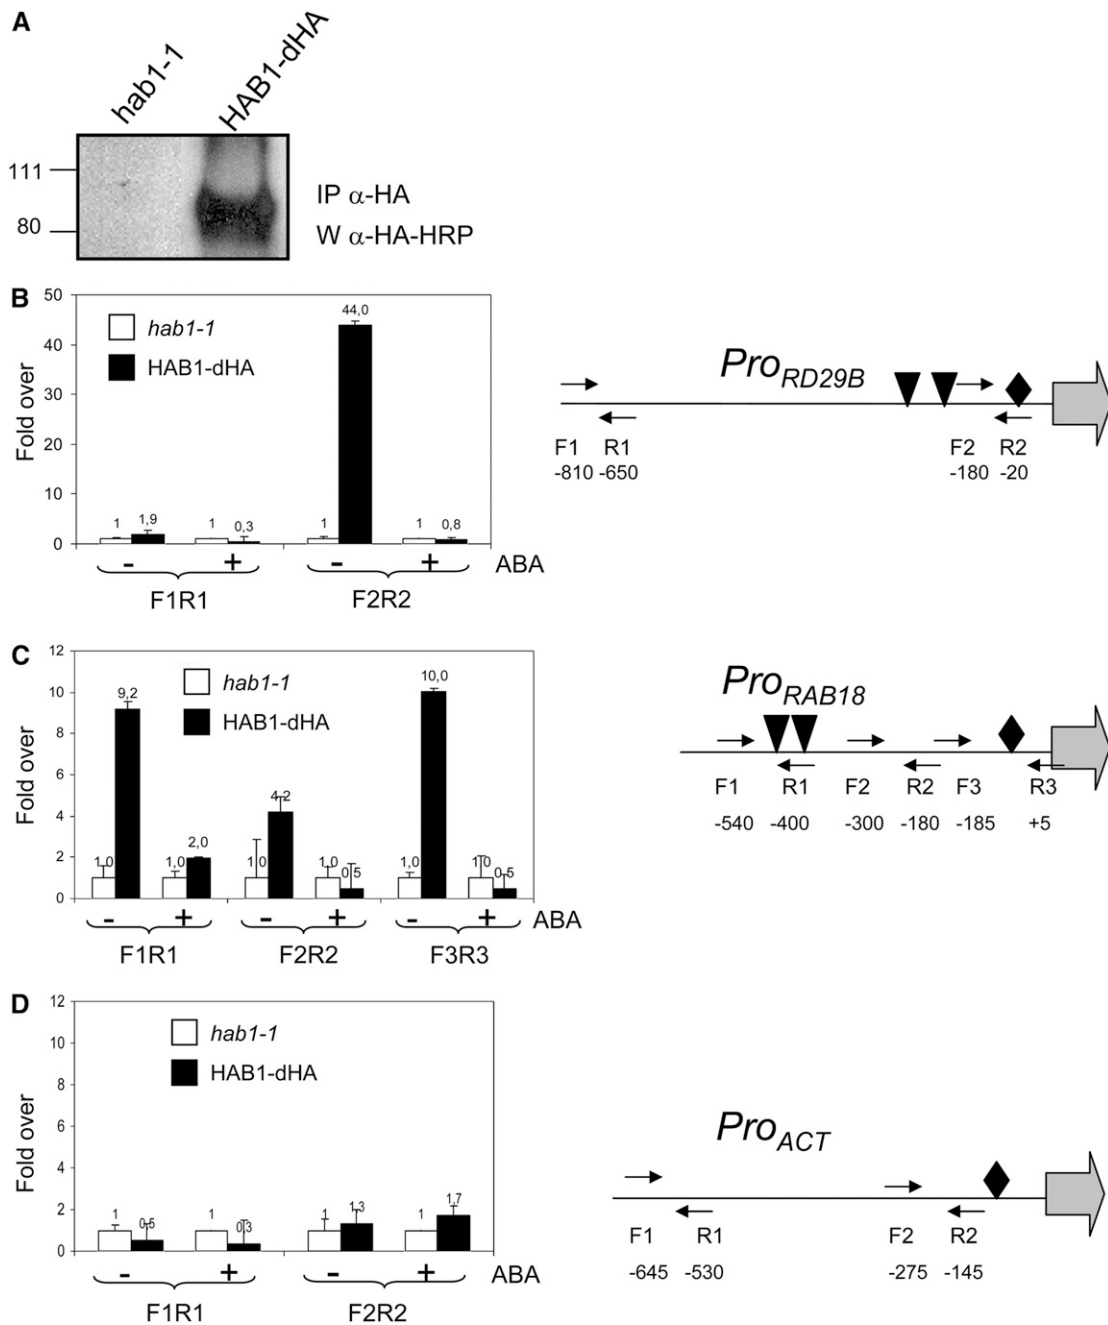 A
hab1-1
HAB1-dHA
111
80
IP α-HA
W α-HA-HRP
B
Fold over
50
40
30
20
10
0
hab1-1
HAB1-dHA
1
1,9
1
0,3
1
44,0
1
0,8
- + - + ABA
F1R1 F2R2
Pro RD29B
F1 R1 F2 R2
-810 -650 -180 -20
C
Fold over
12
10
8
6
4
2
0
hab1-1
HAB1-dHA
1,0
9,2
1,0
2,0
1,0
4,2
1,0
0,5
1,0
10,0
1,0
0,5
- + - + - + ABA
F1R1 F2R2 F3R3
Pro RAB18
F1 R1 F2 R2 F3 R3
-540 -400 -300 -180 -185 +5
D
Fold over
12
10
8
6
4
2
0
hab1-1
HAB1-dHA
1
0,5
1
0,3
1
1,3
1
1,7
- + - + ABA
F1R1 F2R2
Pro ACT
F1 R1 F2 R2
-645 -530 -275 -145